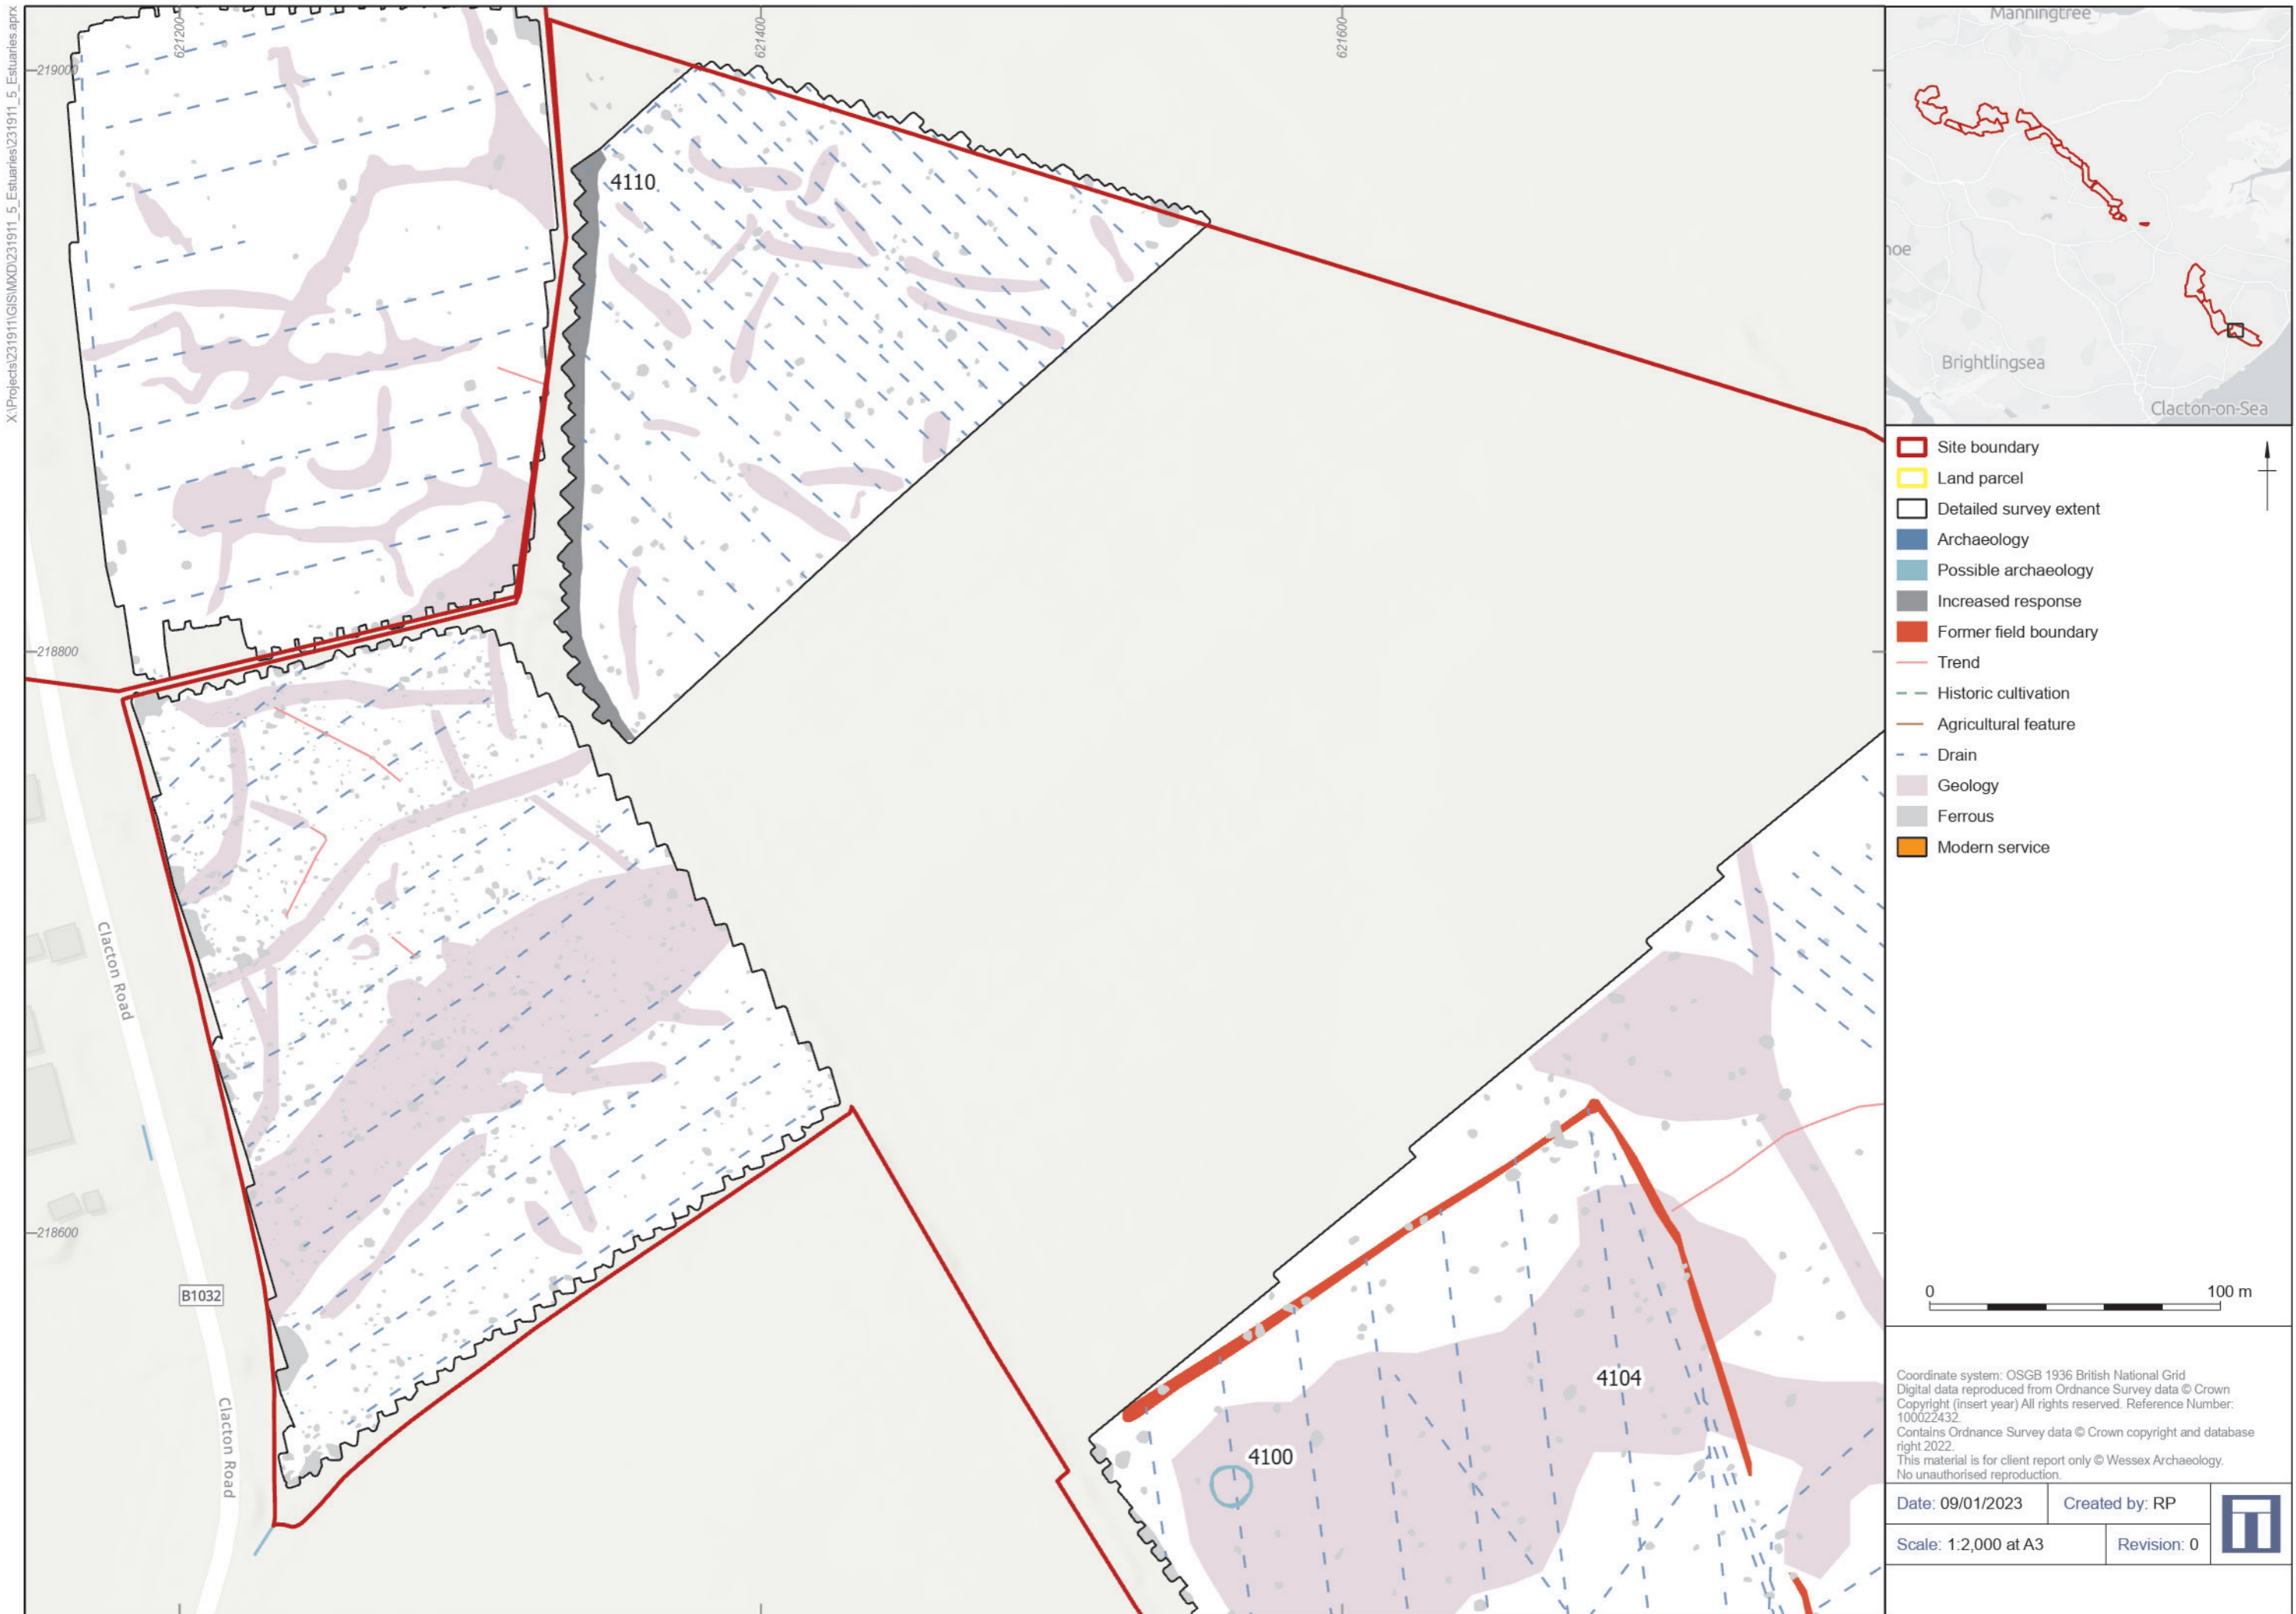 X:\Projects\231911\GIS\MXD\231911_5_Estuaries\231911_5_Estuaries.aprx
621200
621400
621600
219000
218800
218600
4110
4104
4100
Clacton Road
B1032
Clacton Road
Manningtree
noe
Brightlingsea
Clacton-on-Sea
Site boundary
Land parcel
Detailed survey extent
Archaeology
Possible archaeology
Increased response
Former field boundary
Trend
Historic cultivation
Agricultural feature
Drain
Geology
Ferrous
Modern service
0 100 m
Coordinate system: OSGB 1936 British National Grid
Digital data reproduced from Ordnance Survey data © Crown
Copyright (insert year) All rights reserved. Reference Number:
100022432.
Contains Ordnance Survey data © Crown copyright and database
right 2022.
This material is for client report only © Wessex Archaeology.
No unauthorised reproduction.
Date: 09/01/2023 Created by: RP
Scale: 1:2,000 at A3 Revision: 0